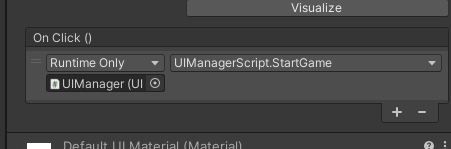 Visualize
On Click ()
Runtime Only
UIManagerScript.StartGame
UIManager (UI
+ −
Default UI Material (Material)